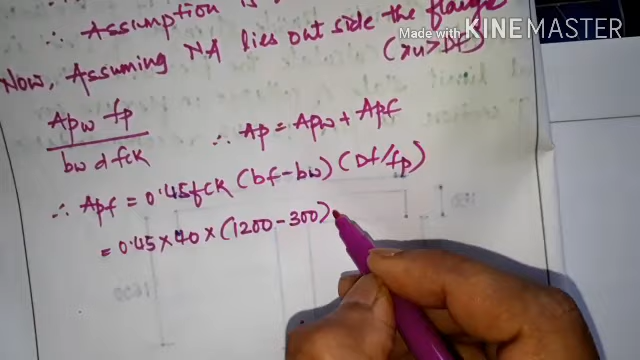 Made with KINEMASTER
∴ Assumption is
Now, Assuming NA lies out side the flange
(xu > Df)
Apw fp
bw d fck
∴ Ap = Apw + Apf
∴ Apf = 0.45 fck (bf - bw) (Df/fp)
= 0.45 × 40 × (1200 - 300)